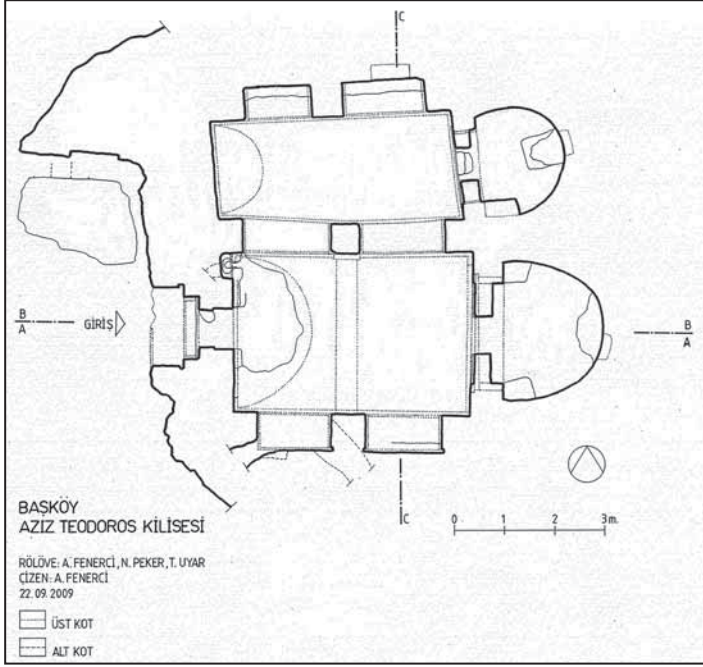 C
B
A
GİRİŞ
B
A
C
0 1 2 3m.
BAŞKÖY
AZİZ TEODOROS KİLİSESİ
RÖLÖVE: A. FENERCİ, N. PEKER, T. UYAR
ÇİZEN: A. FENERCİ
22.09.2009
ÜST KOT
ALT KOT